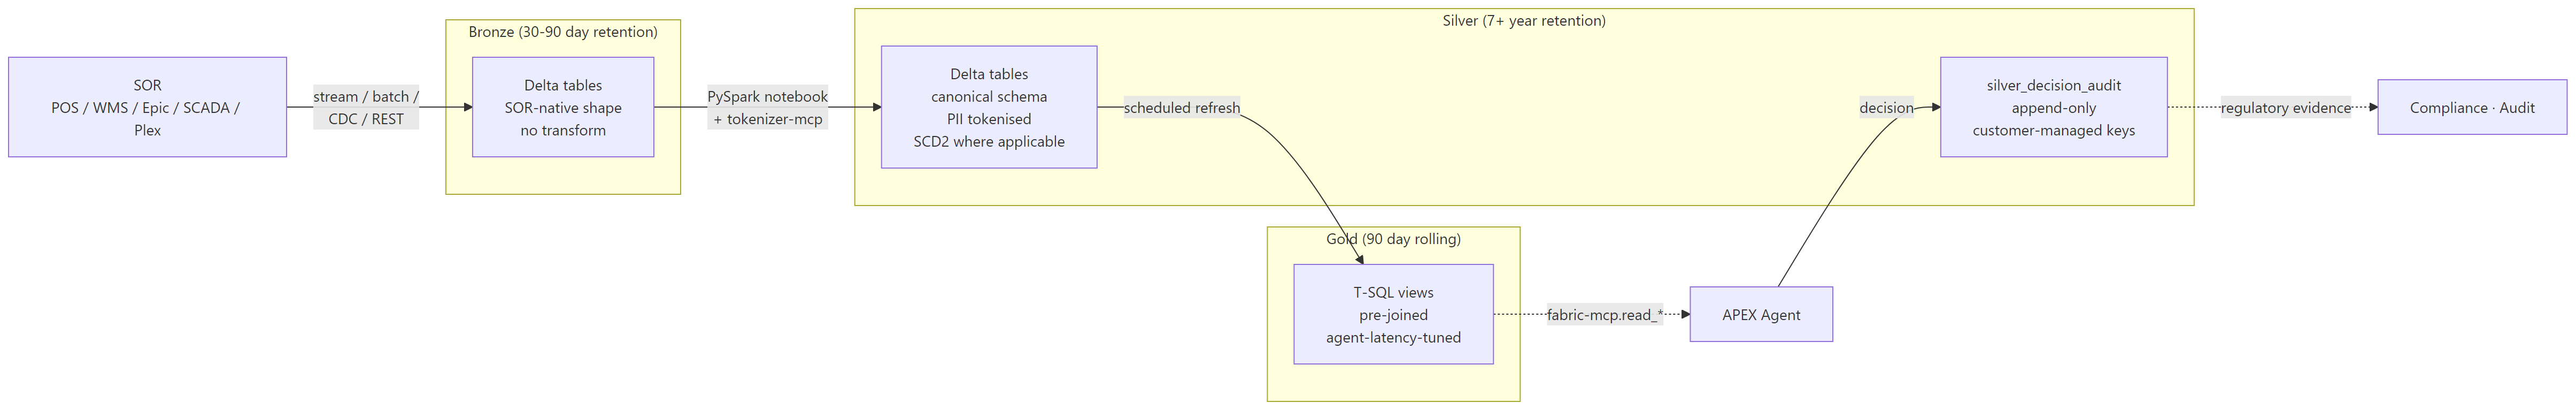 SOR
POS / WMS / Epic / SCADA /
Plex
stream / batch /
CDC / REST
Bronze (30-90 day retention)
Delta tables
SOR-native shape
no transform
PySpark notebook
+ tokenizer-mcp
Silver (7+ year retention)
Delta tables
canonical schema
PII tokenised
SCD2 where applicable
scheduled refresh
Gold (90 day rolling)
T-SQL views
pre-joined
agent-latency-tuned
fabric-mcp.read_*
APEX Agent
decision
silver_decision_audit
append-only
customer-managed keys
regulatory evidence
Compliance · Audit